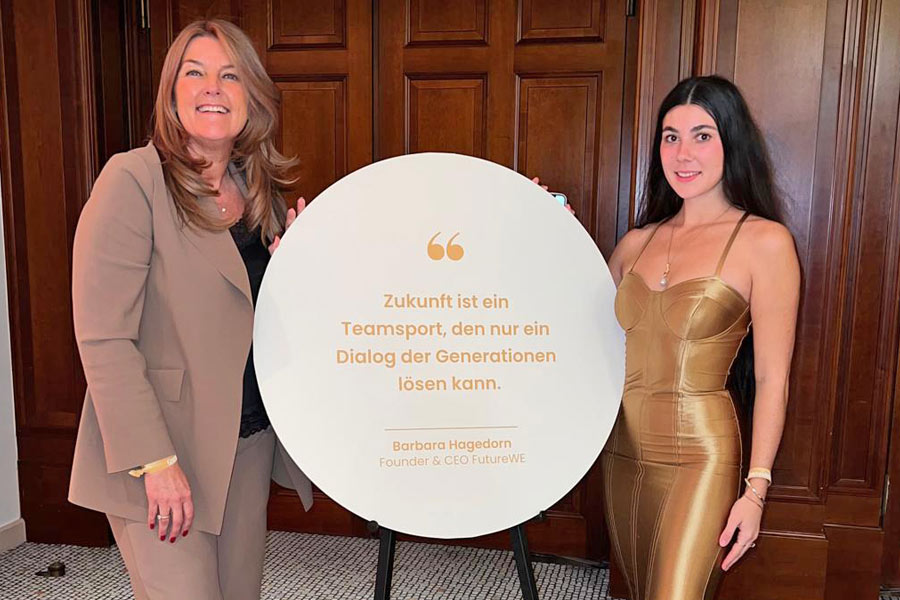 “
Zukunft ist ein
Teamsport, den nur ein
Dialog der Generationen
lösen kann.
Barbara Hagedorn
Founder & CEO FutureWE